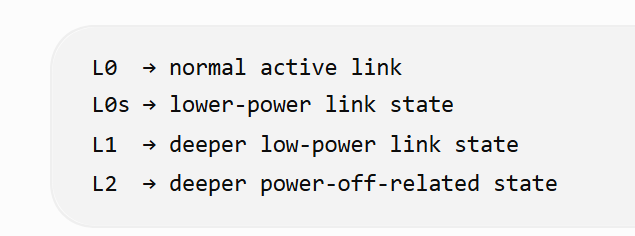 L0  → normal active link
L0s → lower-power link state
L1  → deeper low-power link state
L2  → deeper power-off-related state